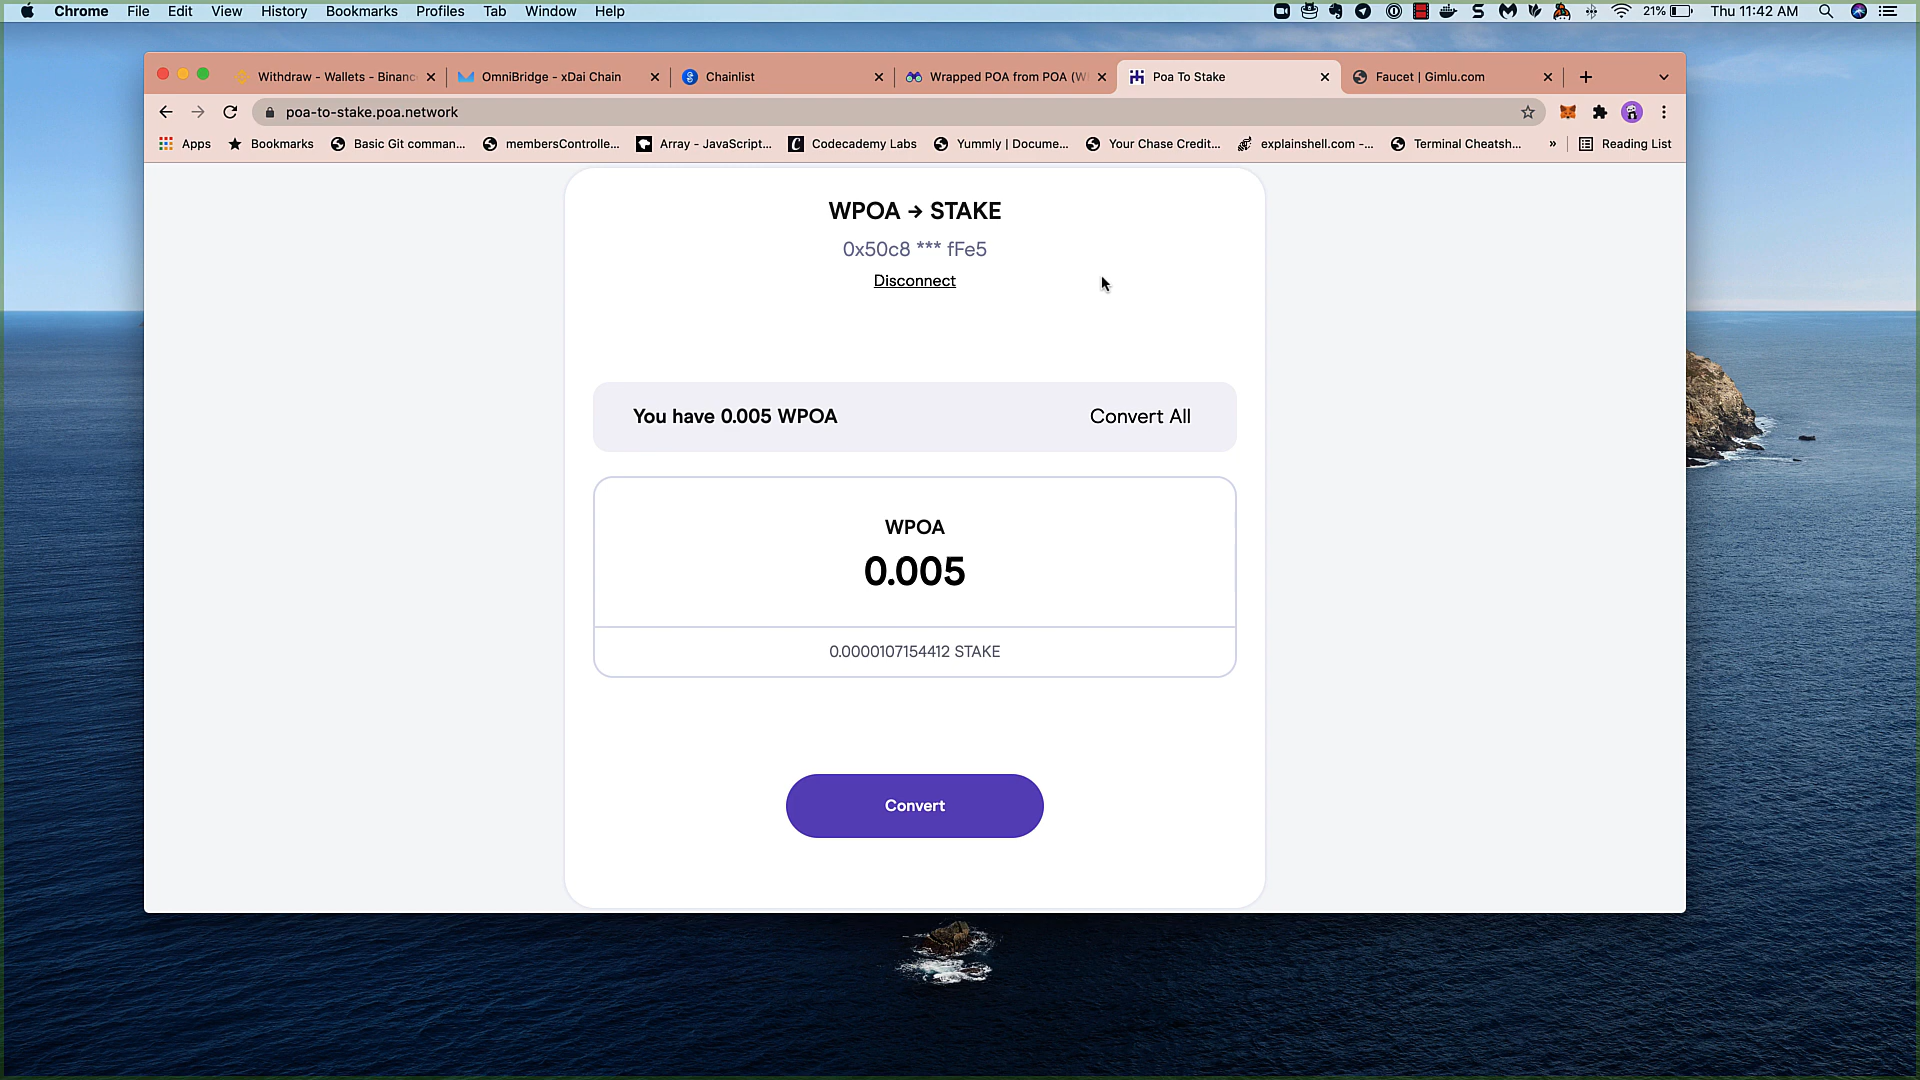 Chrome File Edit View History Bookmarks Profiles Tab Window Help 21% Thu 11:42 AM
Withdraw - Wallets - Binanc OmniBridge - xDai Chain Chainlist Wrapped POA from POA (W Poa To Stake Faucet | Gimlu.com
poa-to-stake.poa.network
Apps Bookmarks Basic Git comman... membersControlle... Array - JavaScript... Codecademy Labs Yummly | Docume... Your Chase Credit... explainshell.com -... Terminal Cheatsh... » Reading List
WPOA → STAKE
0x50c8 *** fFe5
Disconnect
You have 0.005 WPOA Convert All
WPOA
0.005
0.0000107154412 STAKE
Convert